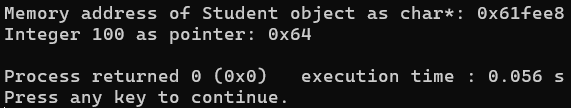 Memory address of Student object as char*: 0x61fee8
Integer 100 as pointer: 0x64
Process returned 0 (0x0)   execution time : 0.056 s
Press any key to continue.